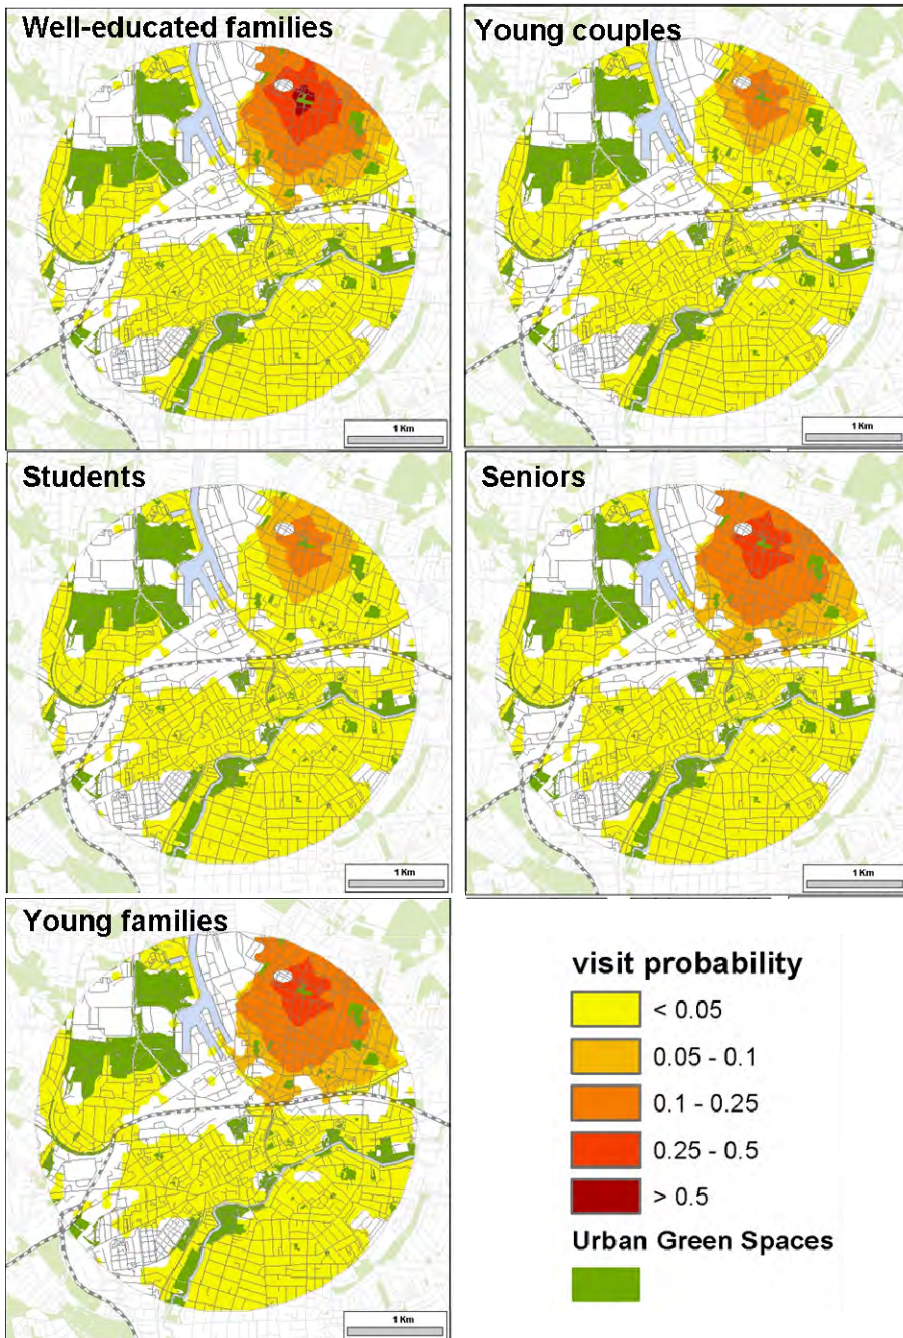 Well-educated families
Young couples
1 Km
1 Km
Students
Seniors
1 Km
1 Km
Young families
visit probability
< 0.05
0.05 - 0.1
0.1 - 0.25
0.25 - 0.5
> 0.5
Urban Green Spaces
1 Km